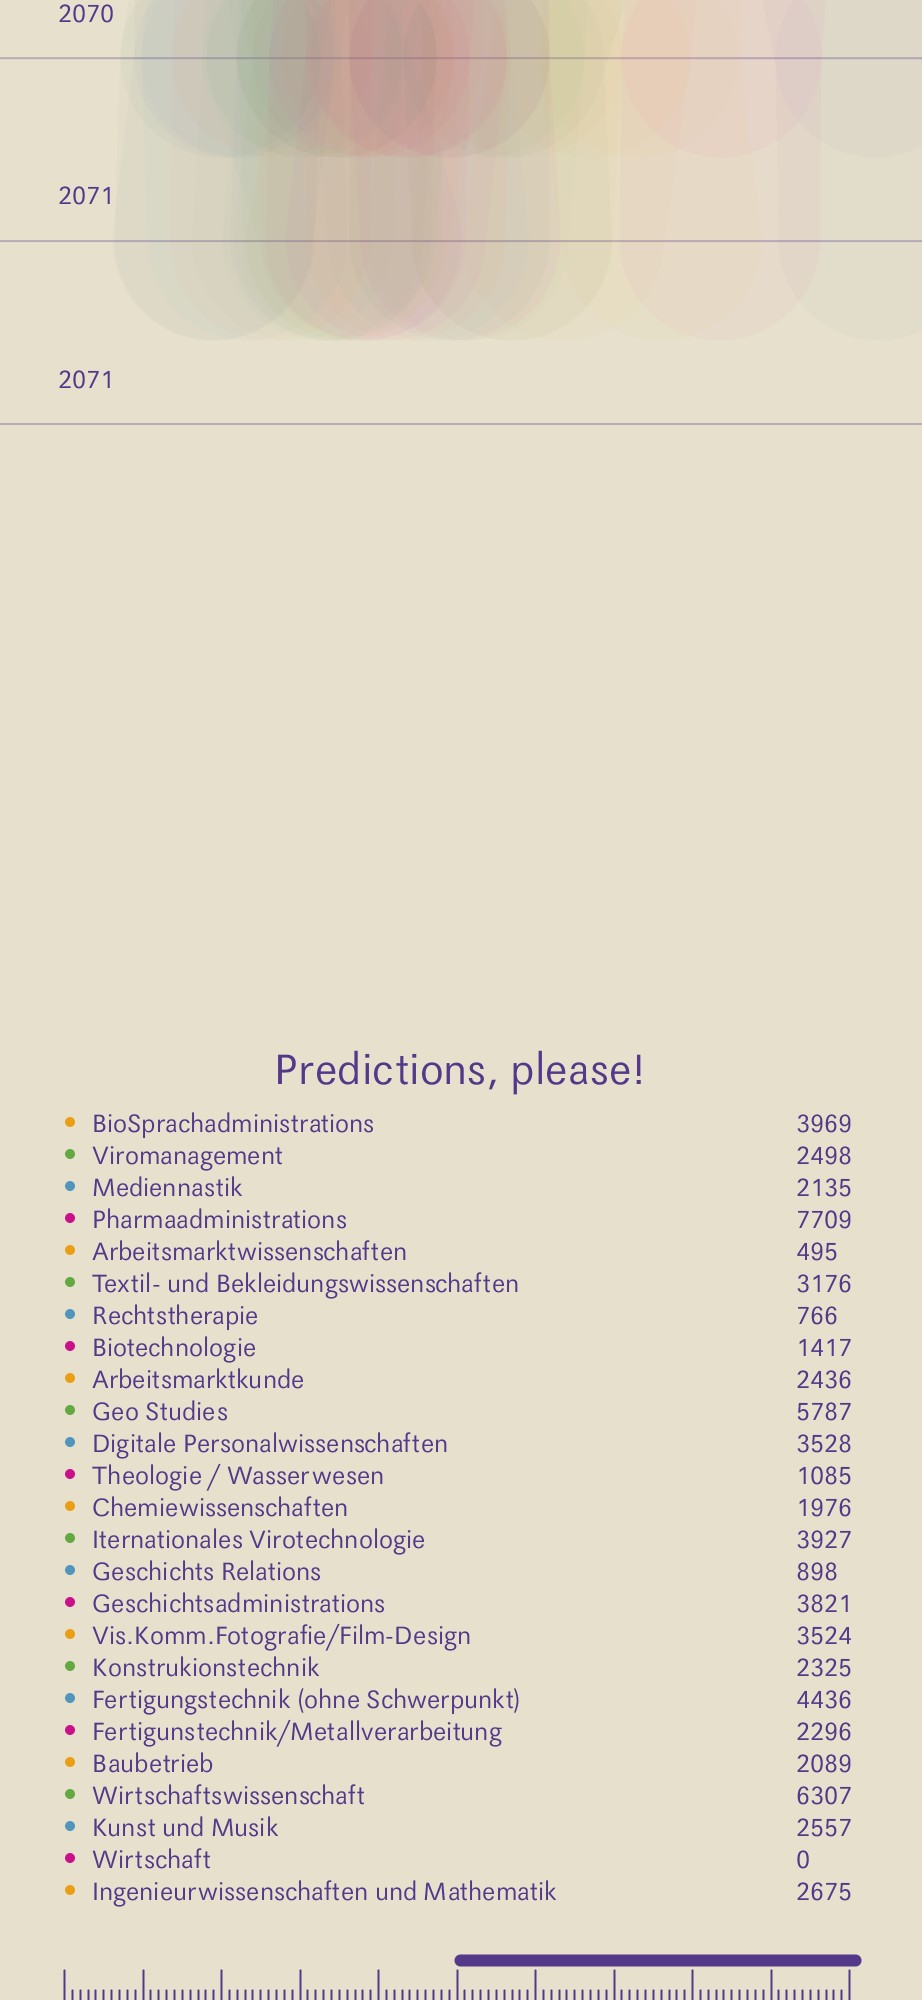 2070
2071
2071
Predictions, please!
BioSprachadministrations 3969
Viromanagement 2498
Mediennastik 2135
Pharmaadministrations 7709
Arbeitsmarktwissenschaften 495
Textil- und Bekleidungswissenschaften 3176
Rechtstherapie 766
Biotechnologie 1417
Arbeitsmarktkunde 2436
Geo Studies 5787
Digitale Personalwissenschaften 3528
Theologie / Wasserwesen 1085
Chemiewissenschaften 1976
Iternationales Virotechnologie 3927
Geschichts Relations 898
Geschichtsadministrations 3821
Vis.Komm.Fotografie/Film-Design 3524
Konstrukionstechnik 2325
Fertigungstechnik (ohne Schwerpunkt) 4436
Fertigunstechnik/Metallverarbeitung 2296
Baubetrieb 2089
Wirtschaftswissenschaft 6307
Kunst und Musik 2557
Wirtschaft 0
Ingenieurwissenschaften und Mathematik 2675